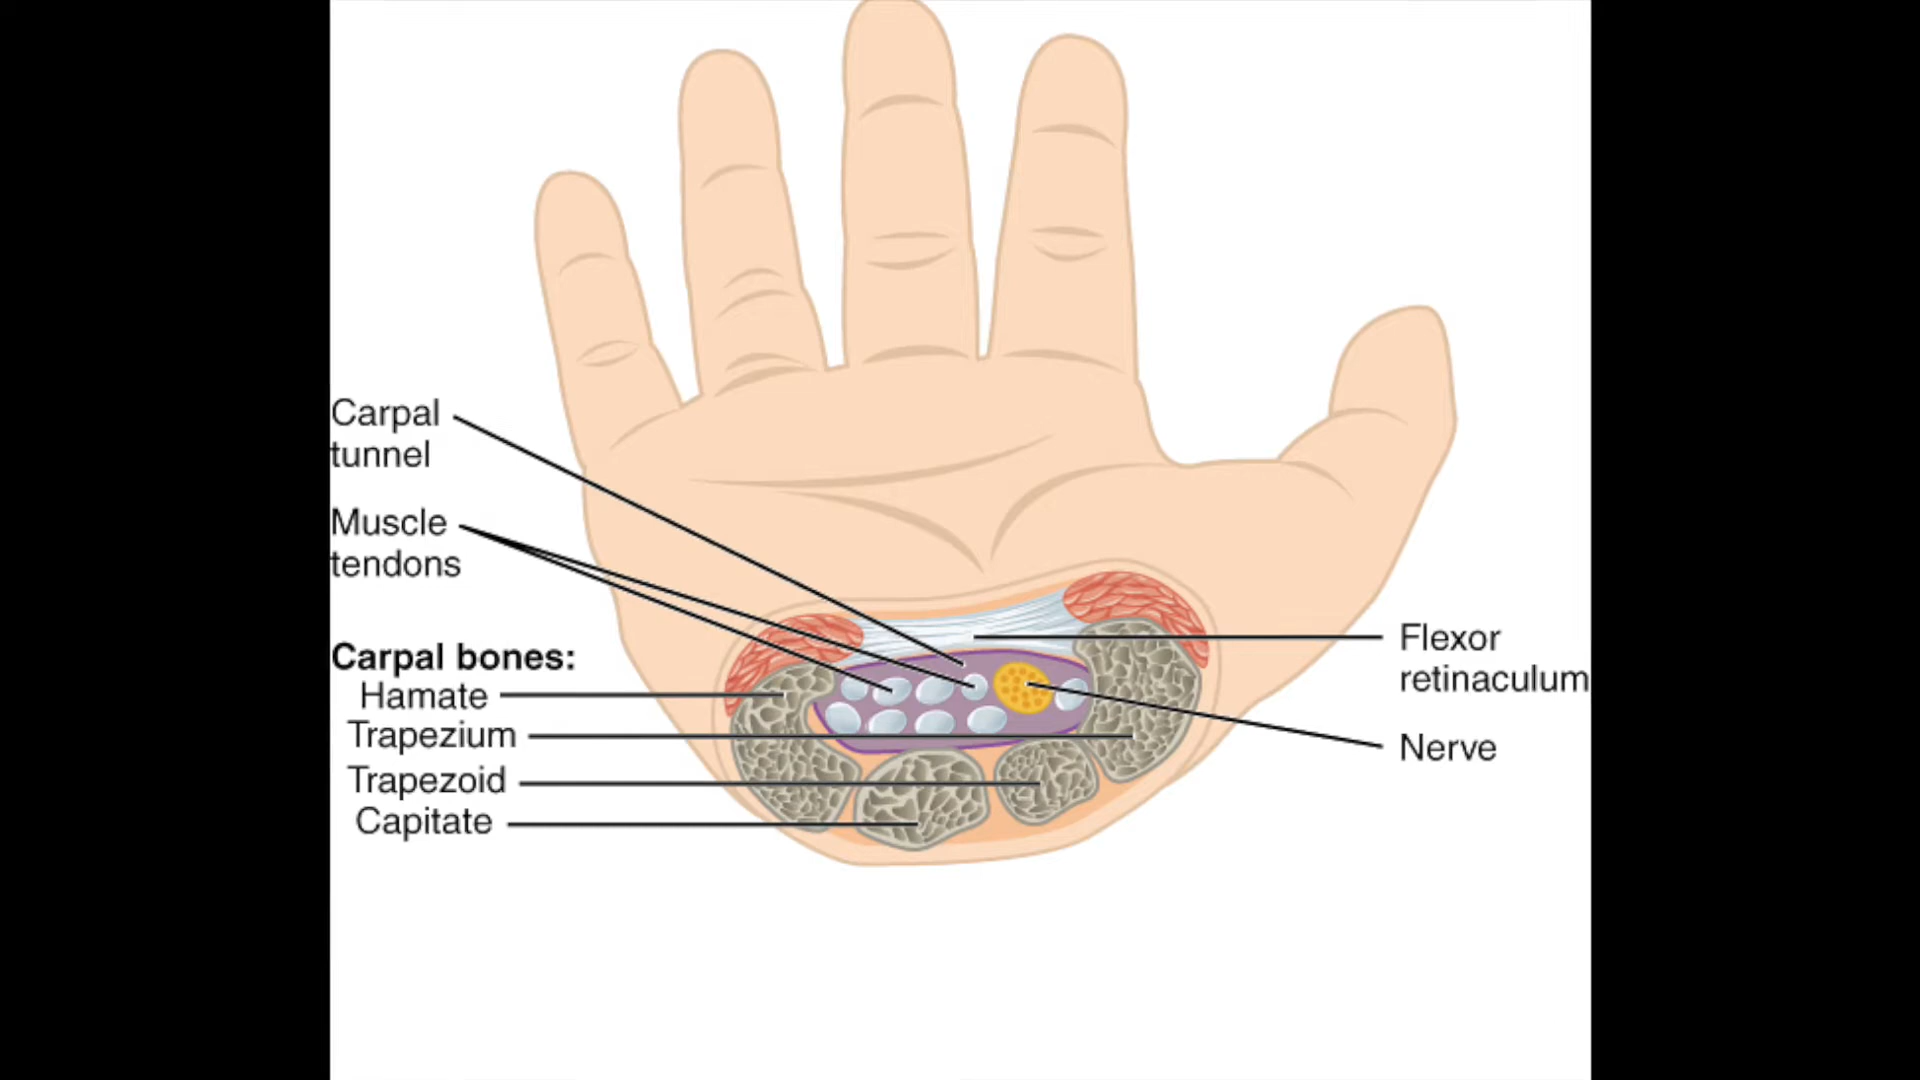 Carpal
tunnel
Muscle
tendons
Carpal bones:
Hamate
Trapezium
Trapezoid
Capitate
Flexor
retinaculum
Nerve